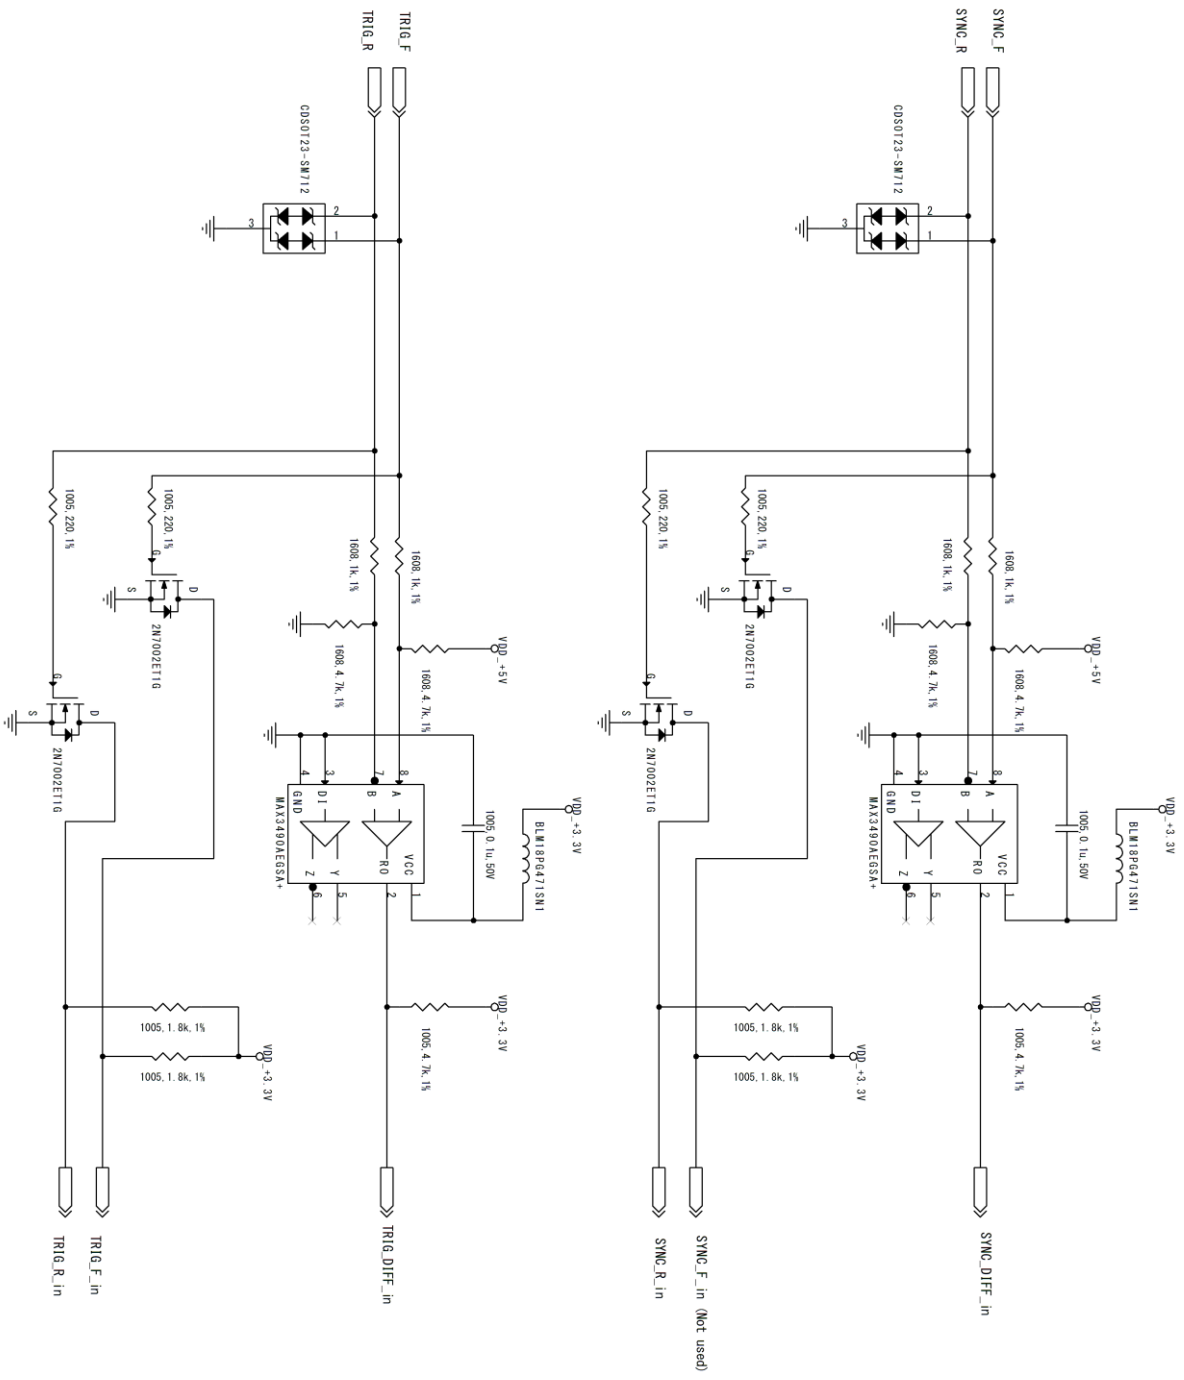 SYNC_F
SYNC_R
CDSOT23-SM712
2
1
3
1005,220,1%
1005,220,1%
1608,1k,1%
1608,1k,1%
G
D
S
2N7002ET1G
G
D
S
2N7002ET1G
VDD_+5V
1608,4.7k,1%
1608,4.7k,1%
VDD_+3.3V
BLM18PG471SN1
1005,0.1u,50V
8
7
3
4
A
B
DI
GND
VCC
RO
Y
Z
1
2
5
6
MAX3490AEGSA+
VDD_+3.3V
1005,4.7k,1%
VDD_+3.3V
1005,1.8k,1%
1005,1.8k,1%
SYNC_DIFF_in
SYNC_F_in (Not used)
SYNC_R_in
TRIG_F
TRIG_R
CDSOT23-SM712
2
1
3
1005,220,1%
1005,220,1%
1608,1k,1%
1608,1k,1%
G
D
S
2N7002ET1G
G
D
S
2N7002ET1G
VDD_+5V
1608,4.7k,1%
1608,4.7k,1%
VDD_+3.3V
BLM18PG471SN1
1005,0.1u,50V
8
7
3
4
A
B
DI
GND
VCC
RO
Y
Z
1
2
5
6
MAX3490AEGSA+
VDD_+3.3V
1005,4.7k,1%
VDD_+3.3V
1005,1.8k,1%
1005,1.8k,1%
TRIG_DIFF_in
TRIG_F_in
TRIG_R_in